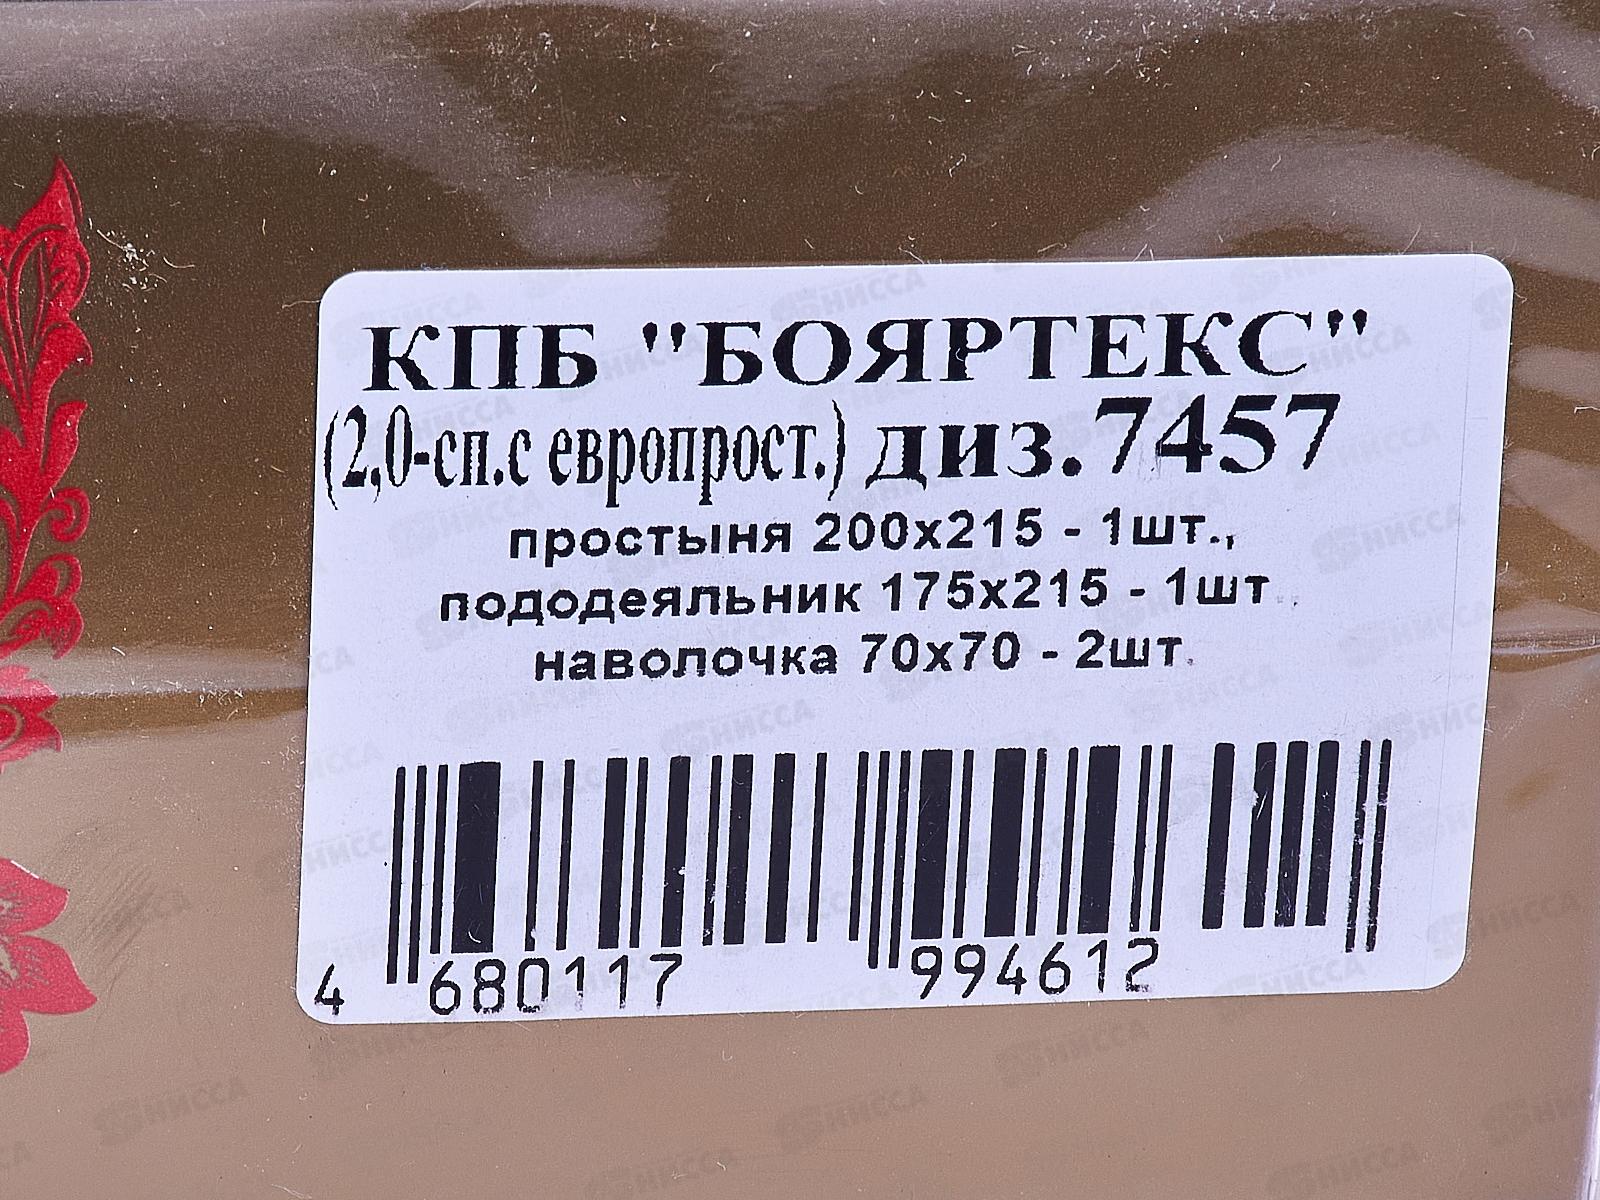 КПБ "БОЯРТЕКС"
(2,0-сп.с европрост.) диз.7457
простыня 200х215 - 1шт.,
пододеяльник 175х215 - 1шт
наволочка 70х70 - 2шт.
4 680117 994612
НИССА